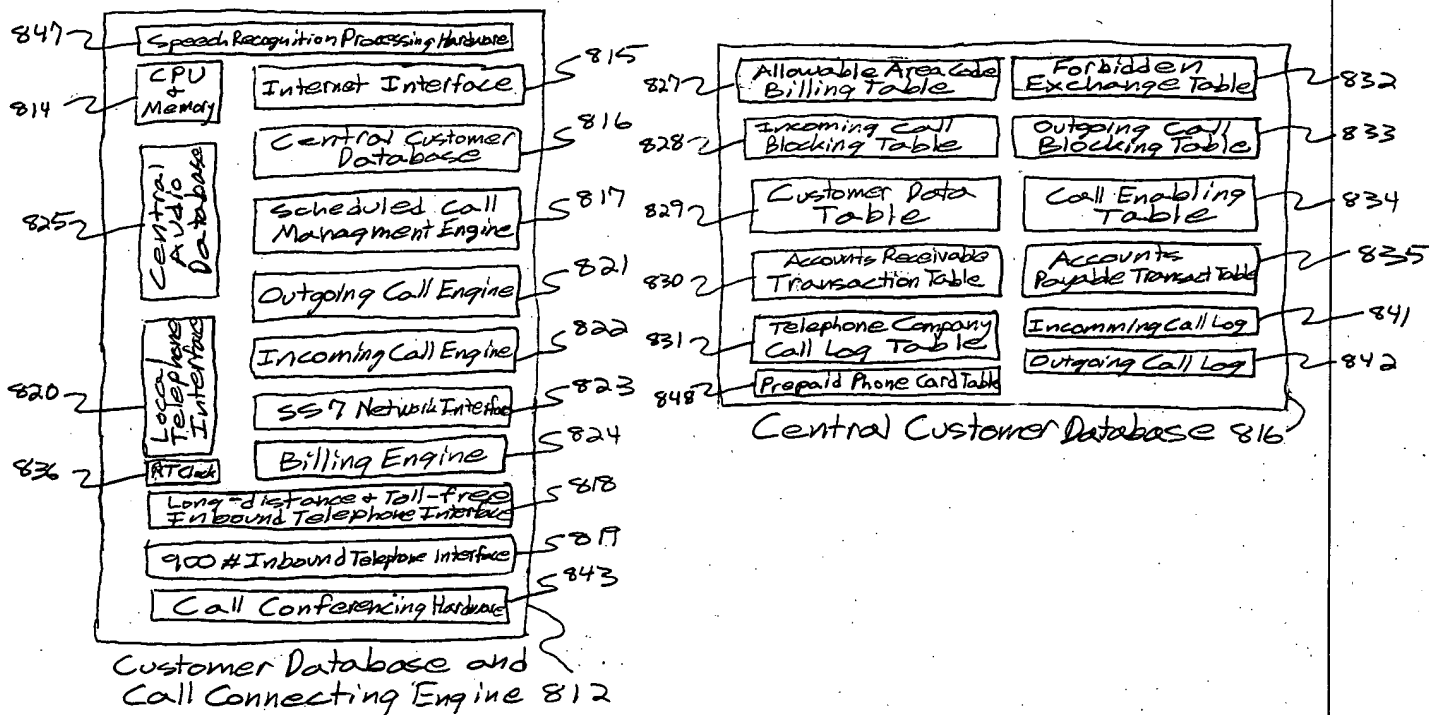 847
Speech Recognition Processing Hardware
814
CPU
+
Memory
Internet Interface
815
Central Customer
Database
816
825
Central
Audio
Database
Scheduled Call
Managment Engine
817
Outgoing Call Engine
821
820
Local
Telephone
Interface
Incoming Call Engine
822
SS7 Network Interface
823
836
RT Clock
Billing Engine
824
Long-distance + Toll-free
Inbound Telephone Interface
818
900 # Inbound Telephone Interface
819
Call Conferencing Hardware
843
Customer Database and
Call Connecting Engine 812
827
Allowable Area Code
Billing Table
Forbidden
Exchange Table
832
828
Incoming Call
Blocking Table
Outgoing Call
Blocking Table
833
829
Customer Data
Table
Call Enabling
Table
834
830
Accounts Receivable
Transaction Table
Accounts
Payable Transact Table
835
831
Telephone Company
Call Log Table
Incomming Call Log
841
Outgoing Call Log
842
848
Prepaid Phone Card Table
Central Customer Database 816